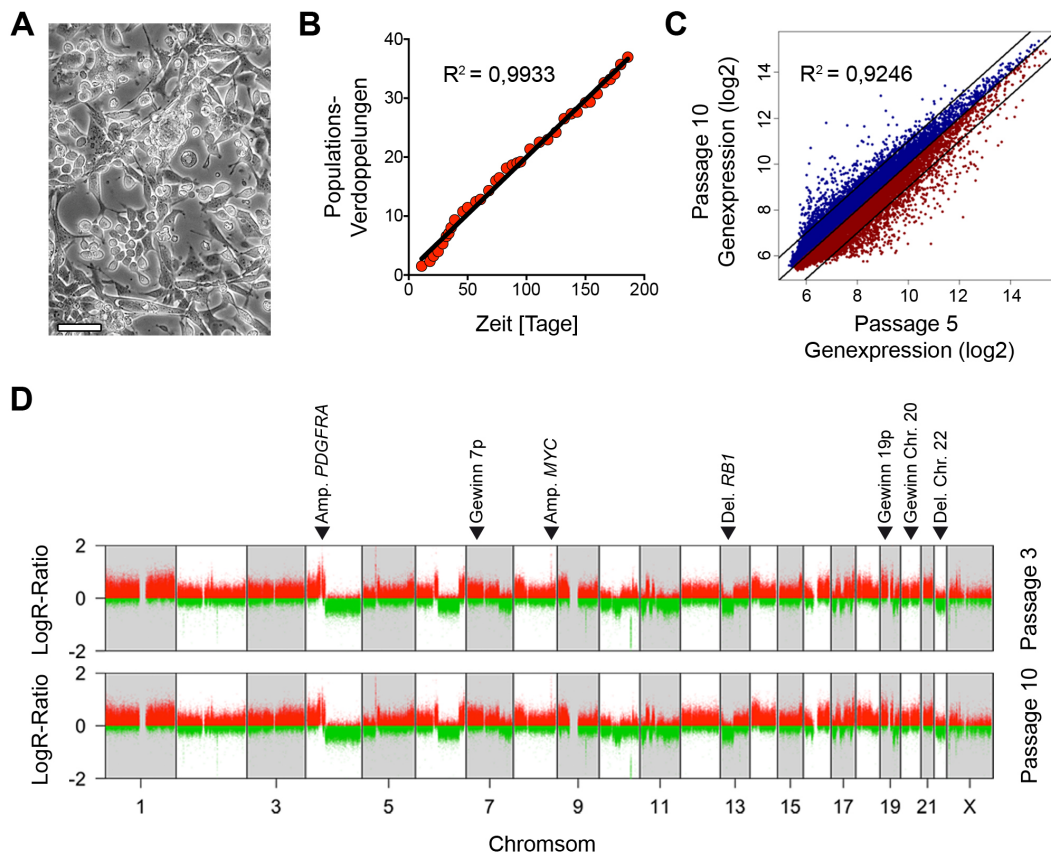 A
B
C
Populations-
Verdoppelungen
40
30
20
10
0
R² = 0,9933
0
50
100
150
200
Zeit [Tage]
Passage 10
Genexpression (log2)
14
12
10
8
6
R² = 0,9246
6
8
10
12
14
Passage 5
Genexpression (log2)
D
Amp. PDGFRA
Gewinn 7p
Amp. MYC
Del. RB1
Gewinn 19p
Gewinn Chr. 20
Del. Chr. 22
LogR-Ratio
2
0
-2
Passage 3
LogR-Ratio
2
0
-2
Passage 10
1
3
5
7
9
11
13
15
17
19
21
X
Chromsom